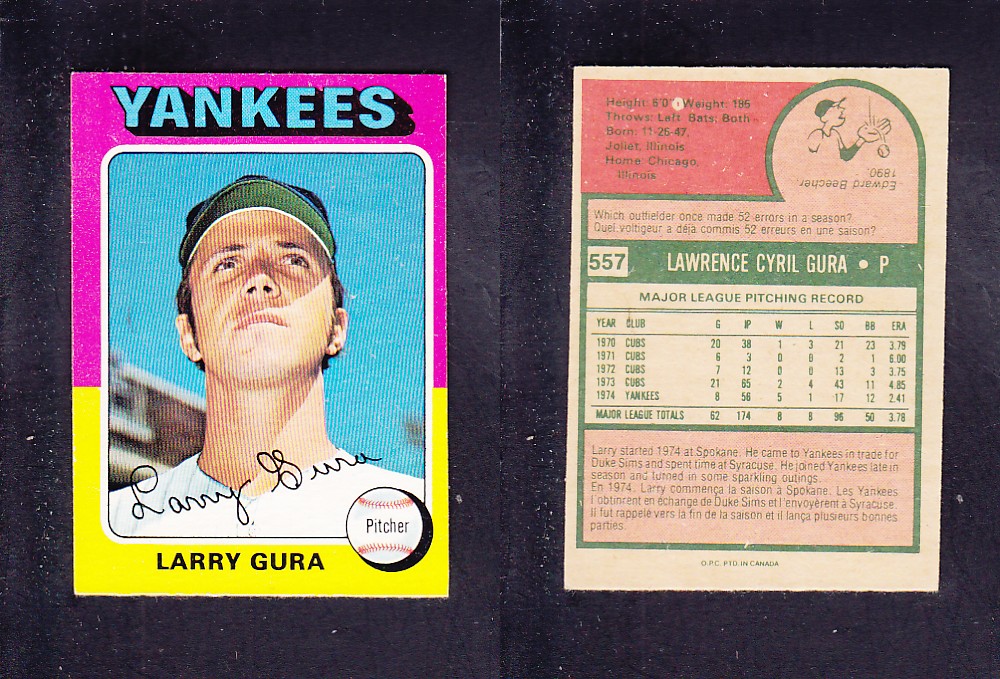 YANKEES
Larry Gura
Pitcher
LARRY GURA
Height: 6'0" Weight: 185
Throws: Left Bats: Both
Born: 11-26-47,
Joliet, Illinois
Home: Chicago,
Illinois
Edward Beecher,
1890.
Which outfielder once made 52 errors in a season?
Quel voltigeur a déja commis 52 erreurs en une saison?
557 LAWRENCE CYRIL GURA • P
MAJOR LEAGUE PITCHING RECORD
YEAR CLUB G IP W L SO BB ERA
1970 CUBS 20 38 1 3 21 23 3.79
1971 CUBS 6 3 0 0 2 1 6.00
1972 CUBS 7 12 0 0 13 3 3.75
1973 CUBS 21 65 2 4 43 11 4.85
1974 YANKEES 8 56 5 1 17 12 2.41
MAJOR LEAGUE TOTALS 62 174 8 8 96 50 3.78
Larry started 1974 at Spokane. He came to Yankees in trade for
Duke Sims and spent time at Syracuse. He joined Yankees late in
season and turned in some sparkling outings.
En 1974, Larry commença la saison à Spokane. Les Yankees
l'obtinrent en échange de Duke Sims et l'envoyèrent à Syracuse.
Il fut rappelé vers la fin de la saison et il lança plusieurs bonnes
parties.
O.P.C. PTD. IN CANADA